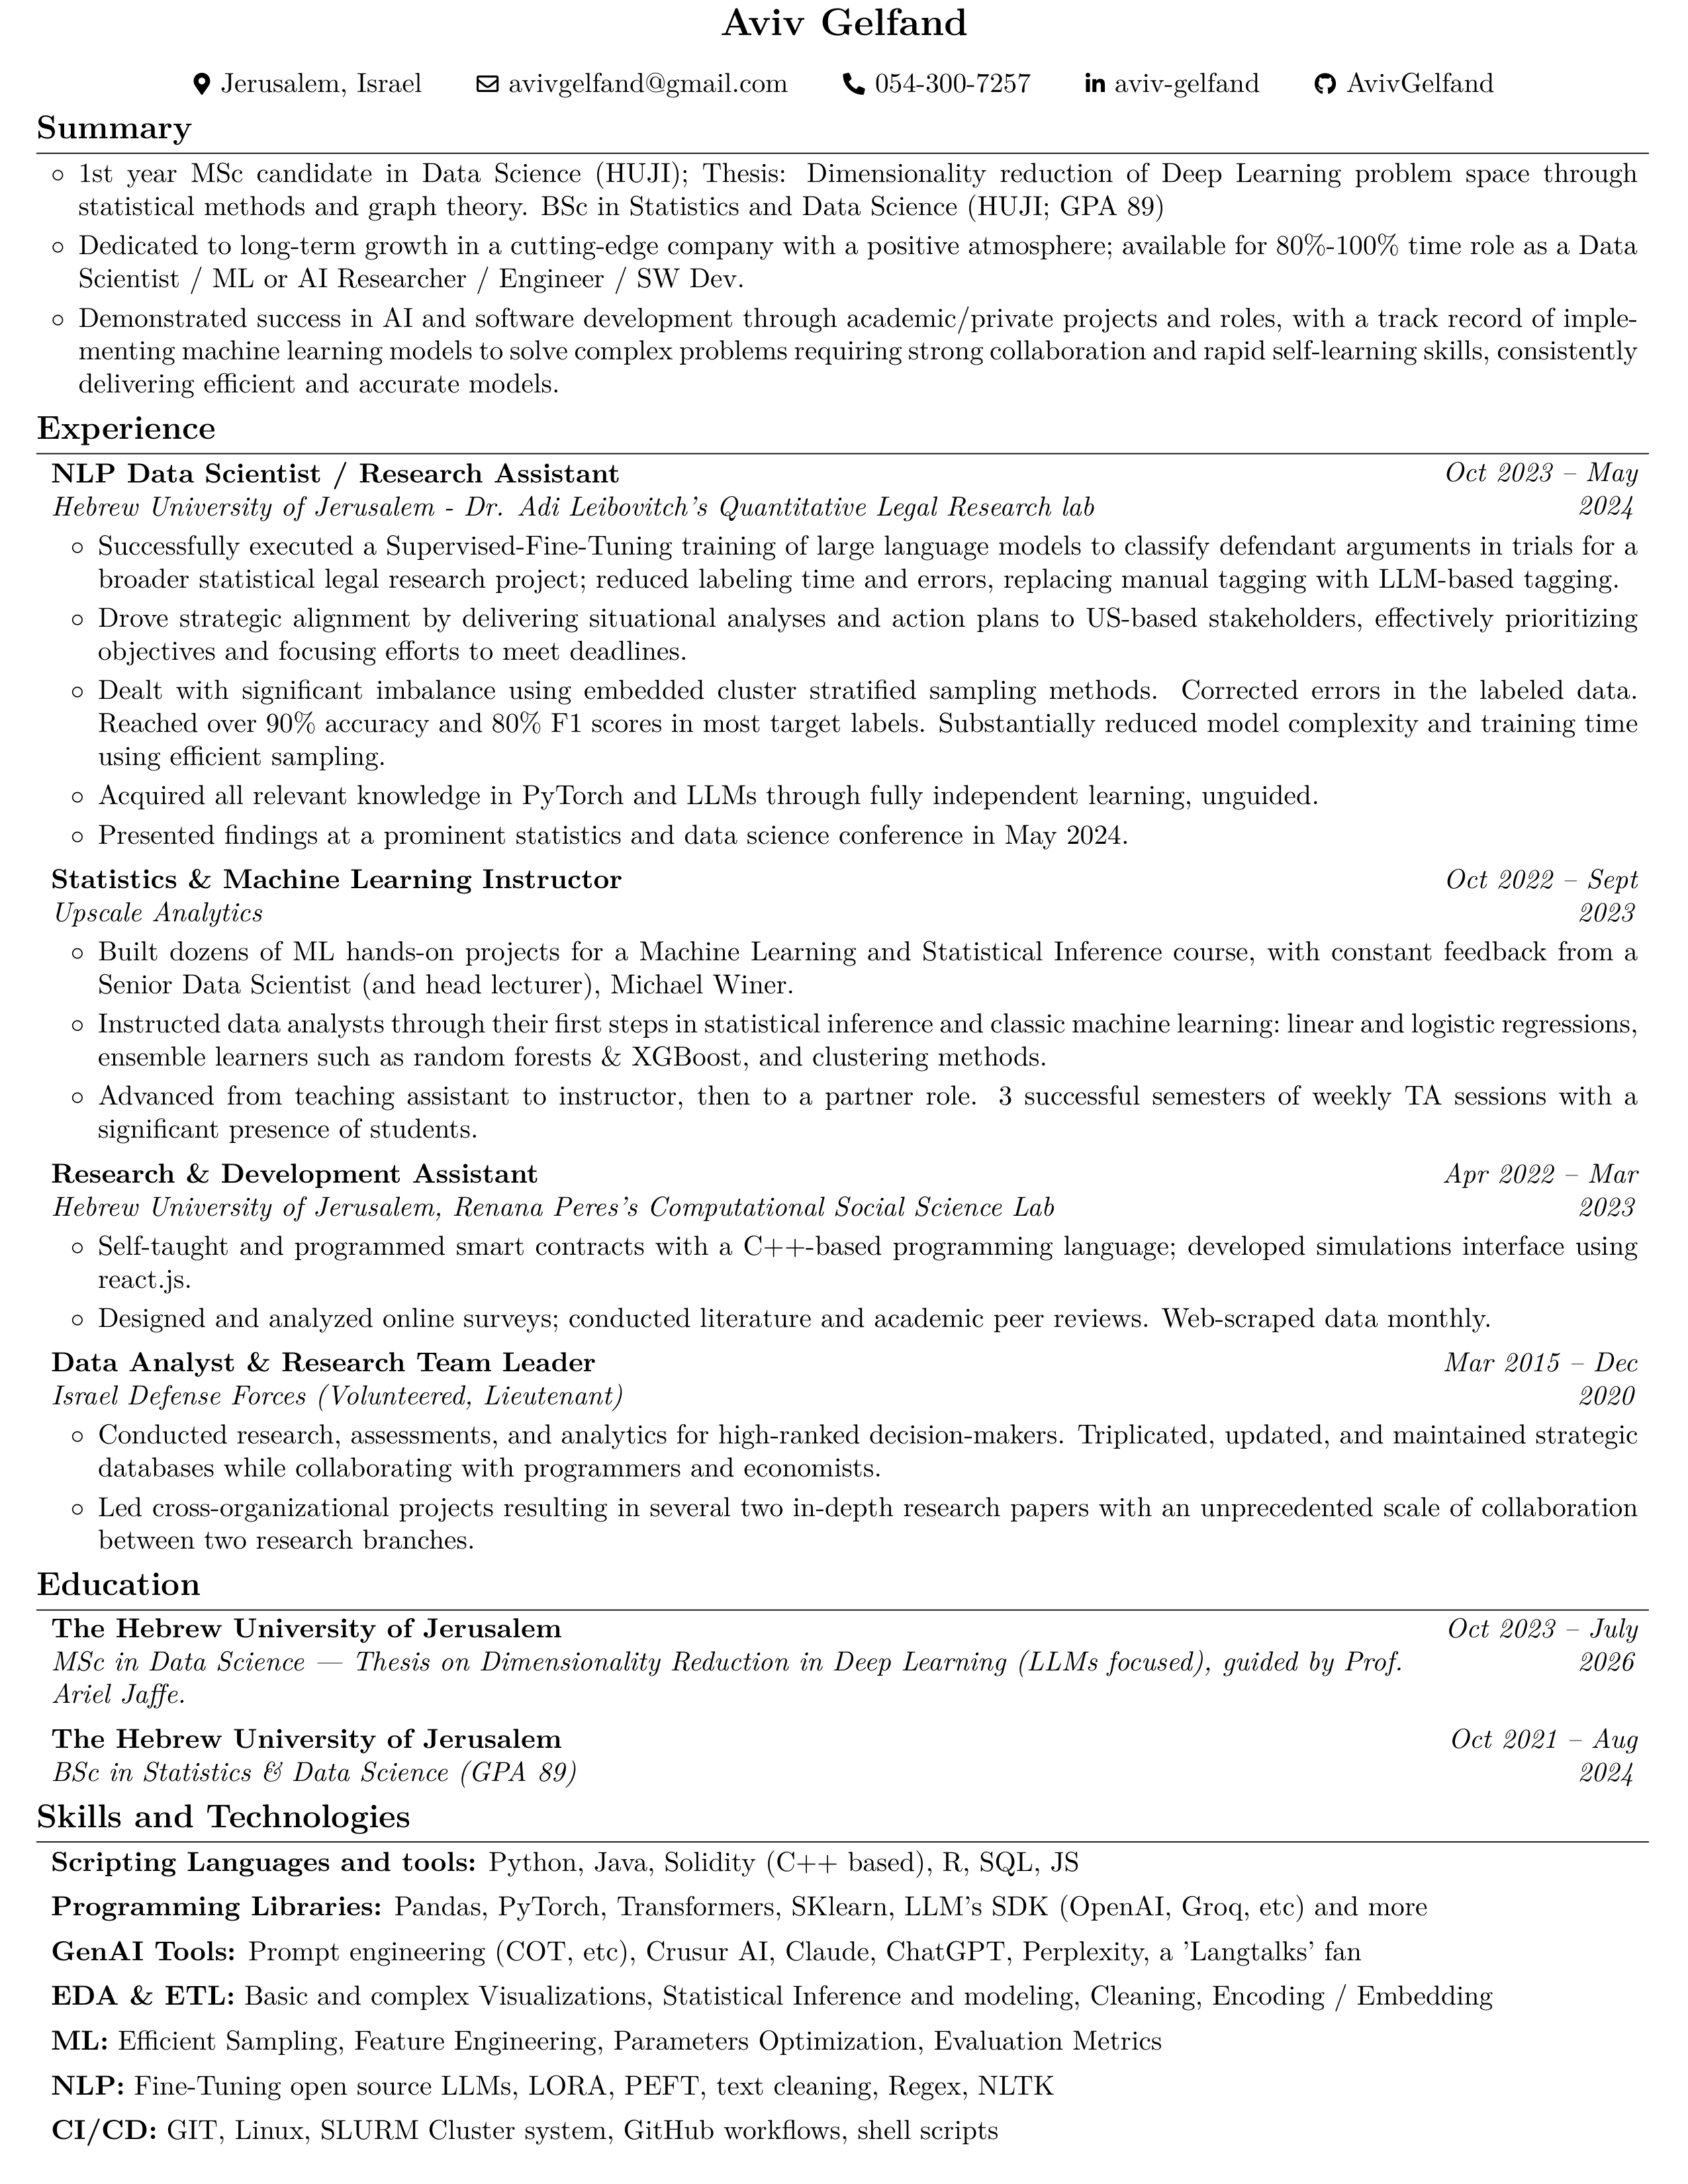 Aviv Gelfand
Jerusalem, Israel avivgelfand@gmail.com 054-300-7257 aviv-gelfand AvivGelfand
Summary
◦ 1st year MSc candidate in Data Science (HUJI); Thesis: Dimensionality reduction of Deep Learning problem space through
statistical methods and graph theory. BSc in Statistics and Data Science (HUJI; GPA 89)
◦ Dedicated to long-term growth in a cutting-edge company with a positive atmosphere; available for 80%-100% time role as a Data
Scientist / ML or AI Researcher / Engineer / SW Dev.
◦ Demonstrated success in AI and software development through academic/private projects and roles, with a track record of imple-
menting machine learning models to solve complex problems requiring strong collaboration and rapid self-learning skills, consistently
delivering efficient and accurate models.
Experience
NLP Data Scientist / Research Assistant Oct 2023 – May
Hebrew University of Jerusalem - Dr. Adi Leibovitch's Quantitative Legal Research lab 2024
◦ Successfully executed a Supervised-Fine-Tuning training of large language models to classify defendant arguments in trials for a
broader statistical legal research project; reduced labeling time and errors, replacing manual tagging with LLM-based tagging.
◦ Drove strategic alignment by delivering situational analyses and action plans to US-based stakeholders, effectively prioritizing
objectives and focusing efforts to meet deadlines.
◦ Dealt with significant imbalance using embedded cluster stratified sampling methods. Corrected errors in the labeled data.
Reached over 90% accuracy and 80% F1 scores in most target labels. Substantially reduced model complexity and training time
using efficient sampling.
◦ Acquired all relevant knowledge in PyTorch and LLMs through fully independent learning, unguided.
◦ Presented findings at a prominent statistics and data science conference in May 2024.
Statistics & Machine Learning Instructor Oct 2022 – Sept
Upscale Analytics 2023
◦ Built dozens of ML hands-on projects for a Machine Learning and Statistical Inference course, with constant feedback from a
Senior Data Scientist (and head lecturer), Michael Winer.
◦ Instructed data analysts through their first steps in statistical inference and classic machine learning: linear and logistic regressions,
ensemble learners such as random forests & XGBoost, and clustering methods.
◦ Advanced from teaching assistant to instructor, then to a partner role. 3 successful semesters of weekly TA sessions with a
significant presence of students.
Research & Development Assistant Apr 2022 – Mar
Hebrew University of Jerusalem, Renana Peres's Computational Social Science Lab 2023
◦ Self-taught and programmed smart contracts with a C++-based programming language; developed simulations interface using
react.js.
◦ Designed and analyzed online surveys; conducted literature and academic peer reviews. Web-scraped data monthly.
Data Analyst & Research Team Leader Mar 2015 – Dec
Israel Defense Forces (Volunteered, Lieutenant) 2020
◦ Conducted research, assessments, and analytics for high-ranked decision-makers. Triplicated, updated, and maintained strategic
databases while collaborating with programmers and economists.
◦ Led cross-organizational projects resulting in several two in-depth research papers with an unprecedented scale of collaboration
between two research branches.
Education
The Hebrew University of Jerusalem Oct 2023 – July
MSc in Data Science — Thesis on Dimensionality Reduction in Deep Learning (LLMs focused), guided by Prof. 2026
Ariel Jaffe.
The Hebrew University of Jerusalem Oct 2021 – Aug
BSc in Statistics & Data Science (GPA 89) 2024
Skills and Technologies
Scripting Languages and tools: Python, Java, Solidity (C++ based), R, SQL, JS
Programming Libraries: Pandas, PyTorch, Transformers, SKlearn, LLM's SDK (OpenAI, Groq, etc) and more
GenAI Tools: Prompt engineering (COT, etc), Crusur AI, Claude, ChatGPT, Perplexity, a 'Langtalks' fan
EDA & ETL: Basic and complex Visualizations, Statistical Inference and modeling, Cleaning, Encoding / Embedding
ML: Efficient Sampling, Feature Engineering, Parameters Optimization, Evaluation Metrics
NLP: Fine-Tuning open source LLMs, LORA, PEFT, text cleaning, Regex, NLTK
CI/CD: GIT, Linux, SLURM Cluster system, GitHub workflows, shell scripts